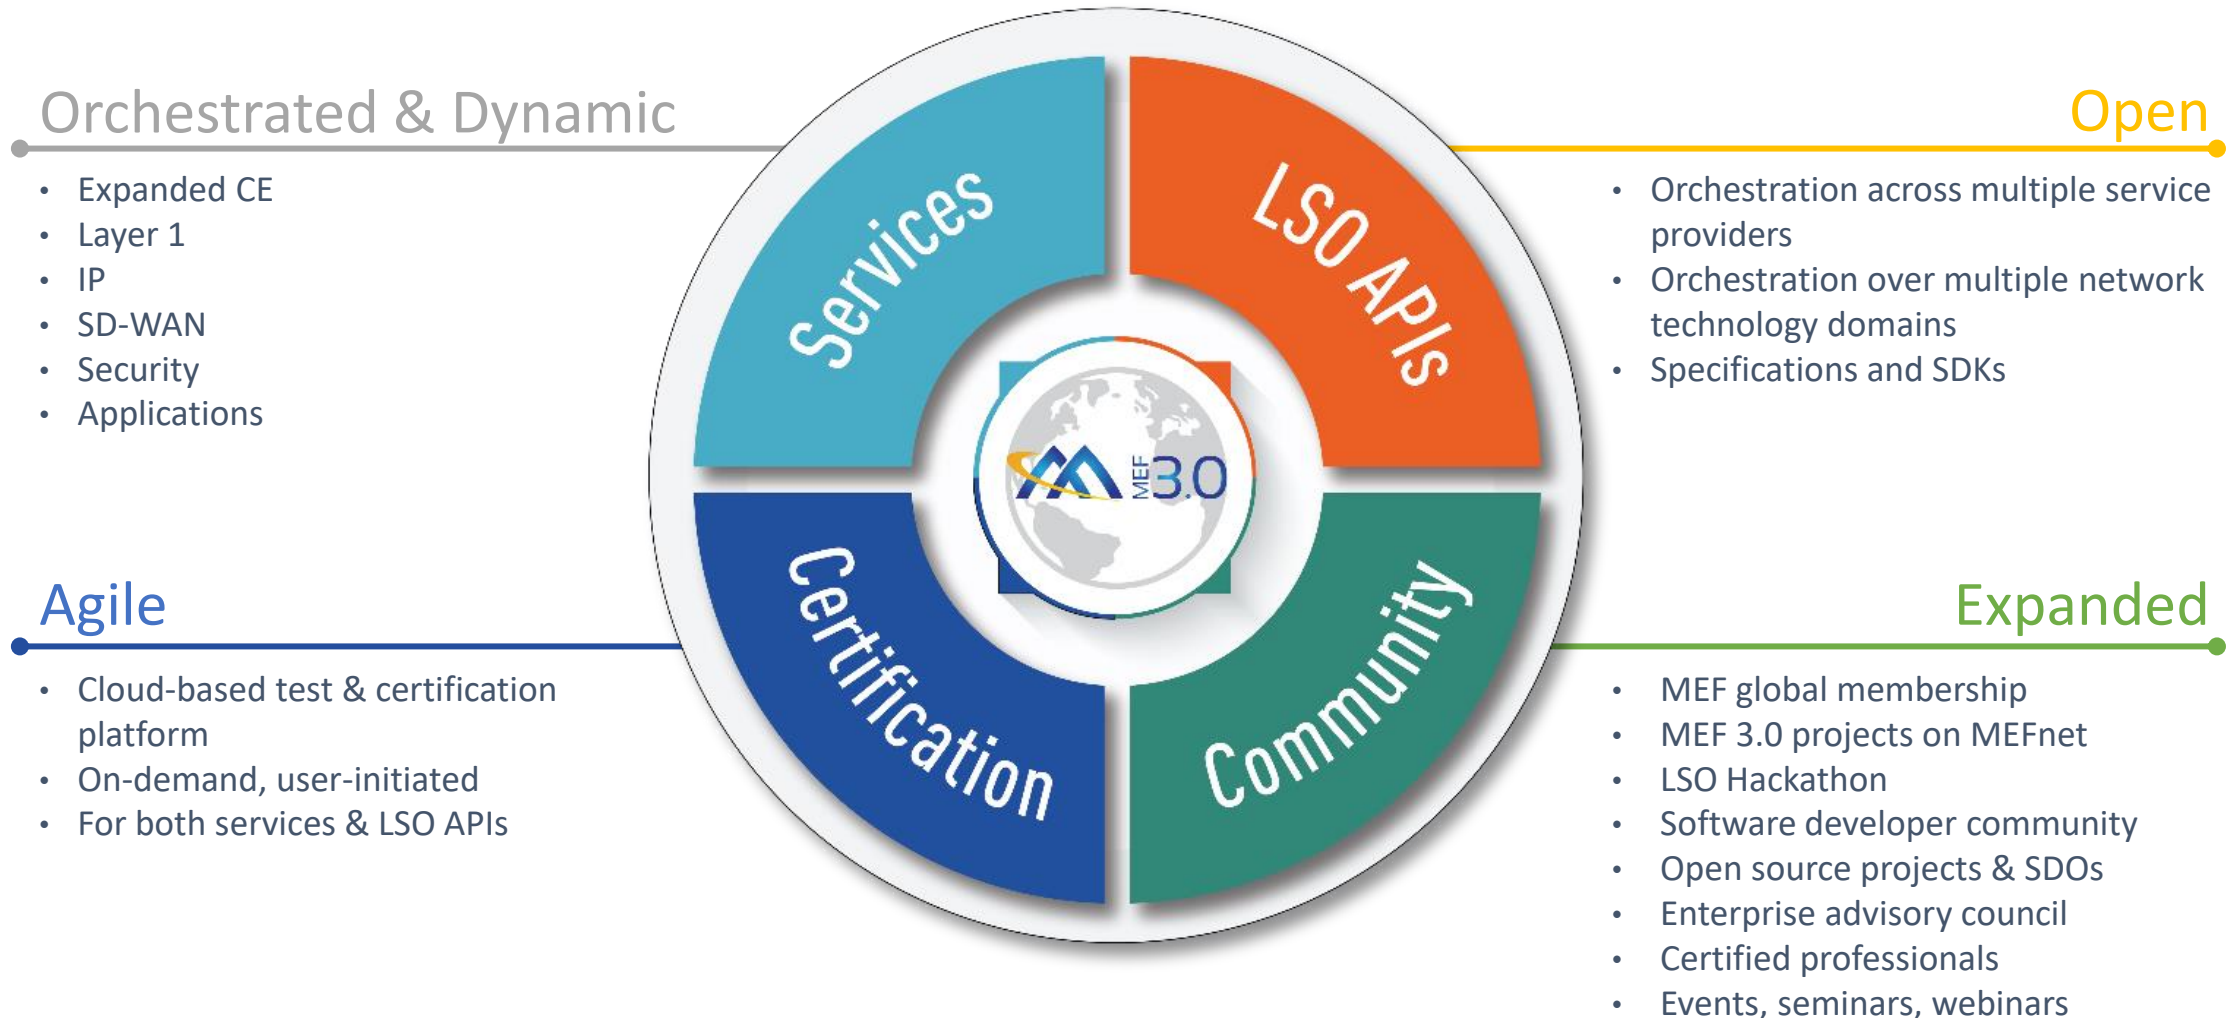 Orchestrated & Dynamic
• Expanded CE
• Layer 1
• IP
• SD-WAN
• Security
• Applications
Agile
• Cloud-based test & certification
platform
• On-demand, user-initiated
• For both services & LSO APIs
Services
LSO APIs
MEF 3.0
Certification
Community
Open
• Orchestration across multiple service
providers
• Orchestration over multiple network
technology domains
• Specifications and SDKs
Expanded
• MEF global membership
• MEF 3.0 projects on MEFnet
• LSO Hackathon
• Software developer community
• Open source projects & SDOs
• Enterprise advisory council
• Certified professionals
• Events, seminars, webinars